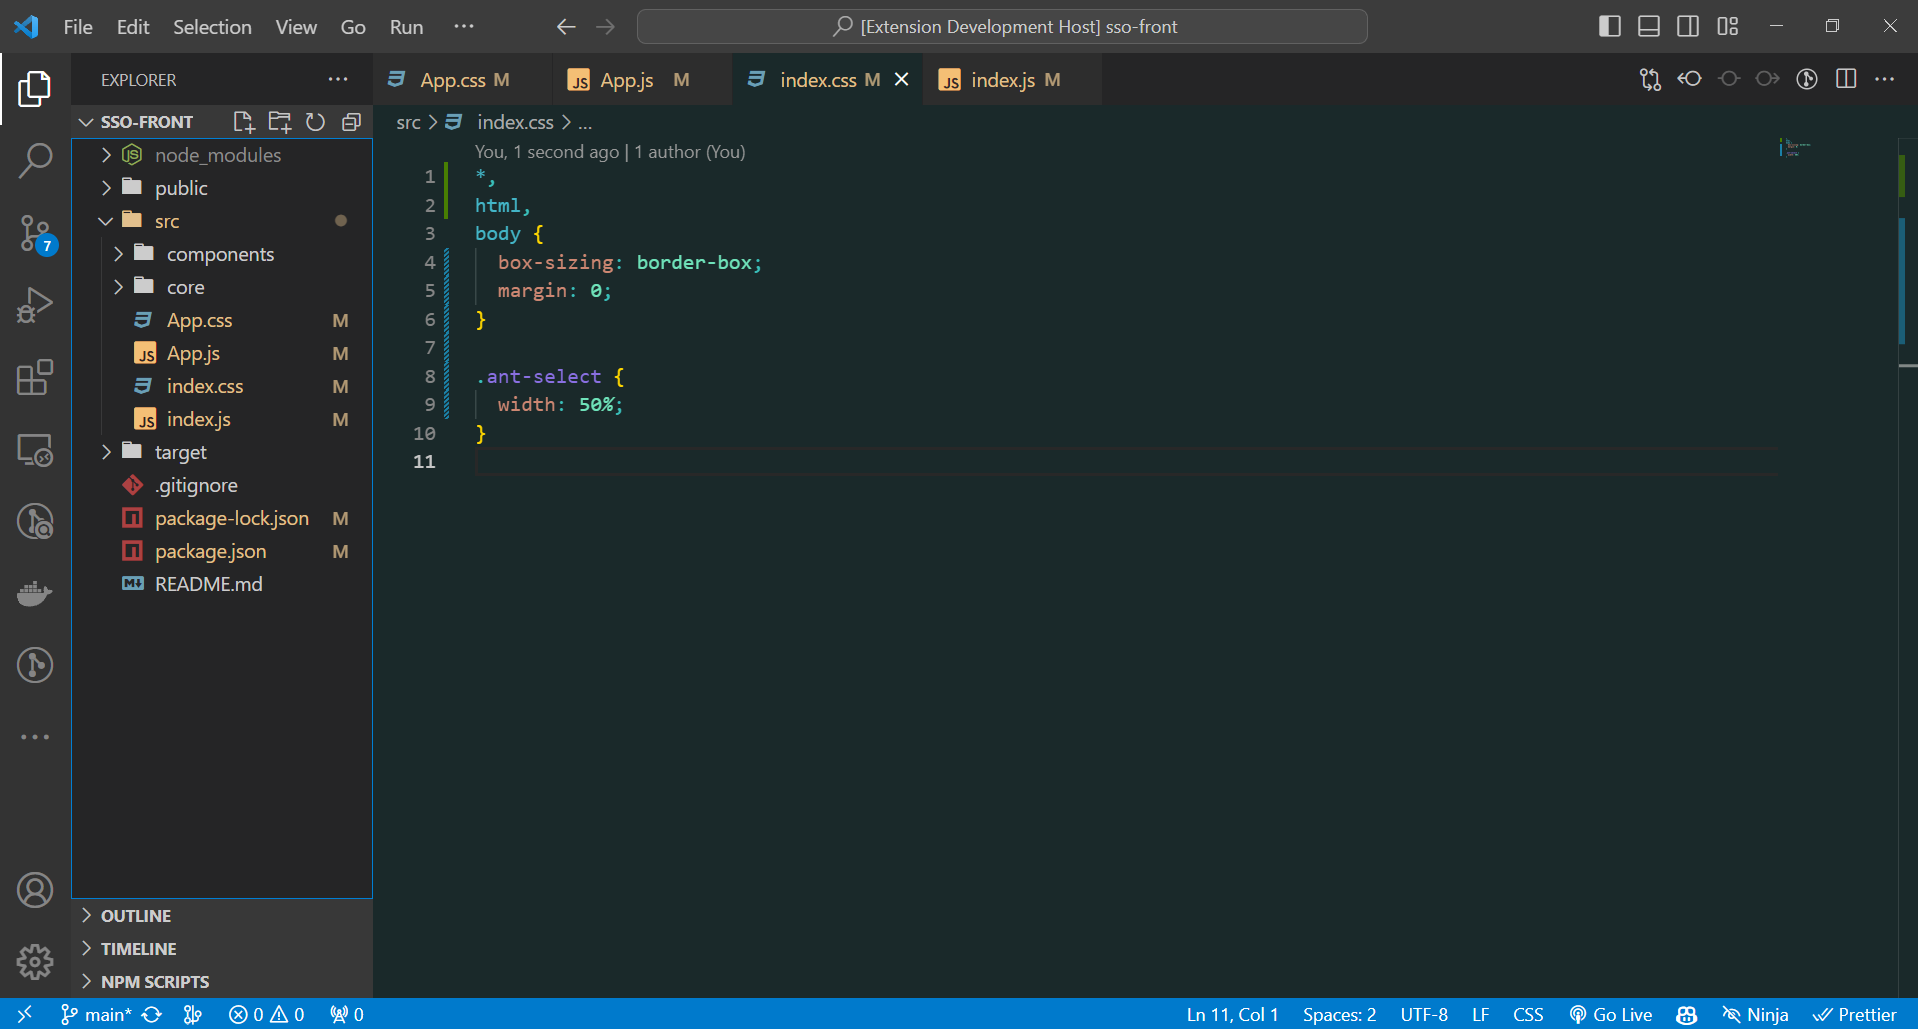 File Edit Selection View Go Run
[Extension Development Host] sso-front
EXPLORER
SSO-FRONT
node_modules
public
src
components
core
App.css M
App.js M
index.css M
index.js M
target
.gitignore
package-lock.json M
package.json M
README.md
OUTLINE
TIMELINE
NPM SCRIPTS
7
App.css M
App.js M
index.css M
index.js M
src > index.css > ...
You, 1 second ago | 1 author (You)
1 *,
2 html,
3 body {
4 box-sizing: border-box;
5 margin: 0;
6 }
7
8 .ant-select {
9 width: 50%;
10 }
11
main* 0 0 0 Ln 11, Col 1 Spaces: 2 UTF-8 LF CSS Go Live Ninja Prettier